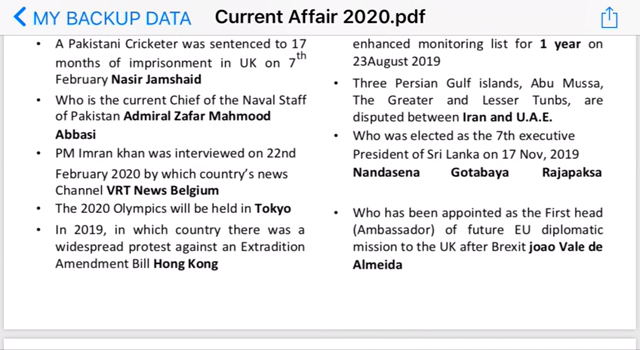 MY BACKUP DATA Current Affair 2020.pdf
• A Pakistani Cricketer was sentenced to 17
months of imprisonment in UK on 7th
February Nasir Jamshaid
• Who is the current Chief of the Naval Staff
of Pakistan Admiral Zafar Mahmood
Abbasi
• PM Imran khan was interviewed on 22nd
February 2020 by which country's news
Channel VRT News Belgium
• The 2020 Olympics will be held in Tokyo
• In 2019, in which country there was a
widespread protest against an Extradition
Amendment Bill Hong Kong
enhanced monitoring list for 1 year on
23August 2019
• Three Persian Gulf islands, Abu Mussa,
The Greater and Lesser Tunbs, are
disputed between Iran and U.A.E.
• Who was elected as the 7th executive
President of Sri Lanka on 17 Nov, 2019
Nandasena Gotabaya Rajapaksa
• Who has been appointed as the First head
(Ambassador) of future EU diplomatic
mission to the UK after Brexit joao Vale de
Almeida